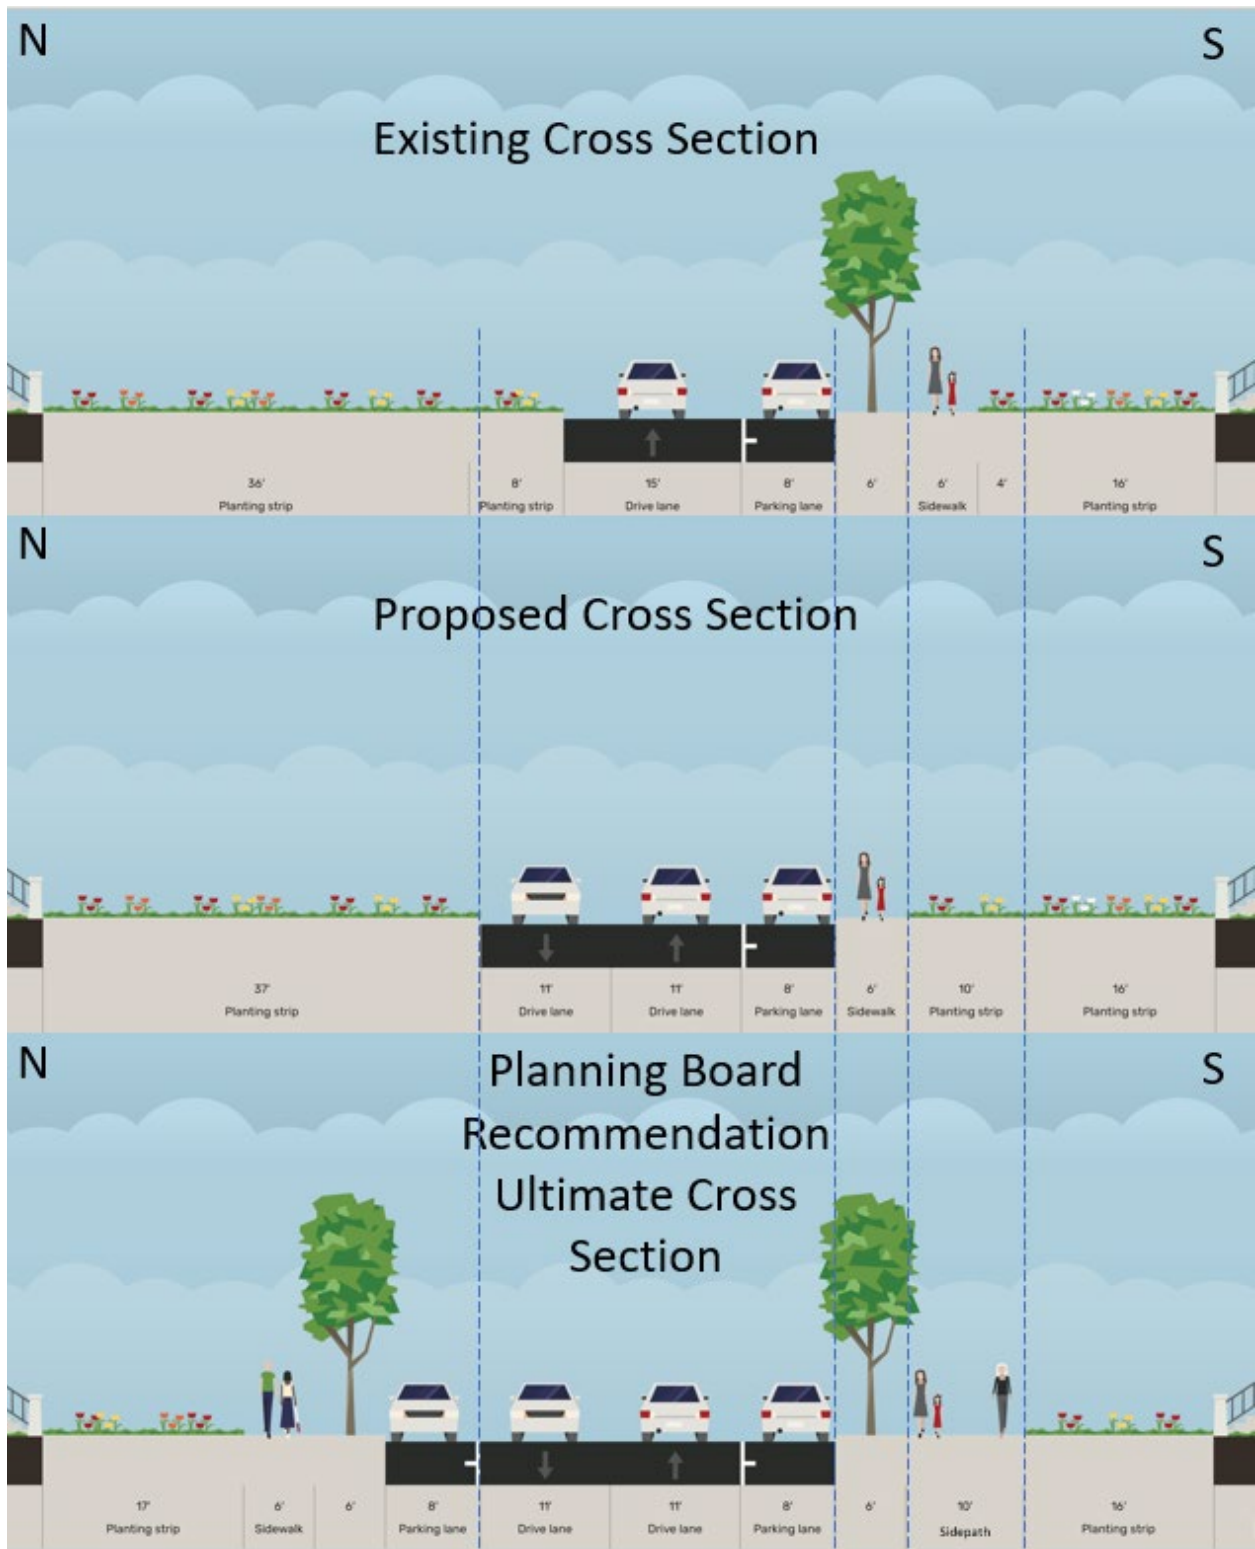 N
S
Existing Cross Section
36' 8' 15' 8' 6' 6' 4' 16'
Planting strip Planting strip Drive lane Parking lane Sidewalk Planting strip
N
S
Proposed Cross Section
37' 11' 11' 8' 6' 10' 16'
Planting strip Drive lane Drive lane Parking lane Sidewalk Planting strip Planting strip
N
S
Planning Board
Recommendation
Ultimate Cross
Section
17' 6' 6' 8' 11' 11' 8' 6' 10' 16'
Planting strip Sidewalk Parking lane Drive lane Drive lane Parking lane Sidepath Planting strip